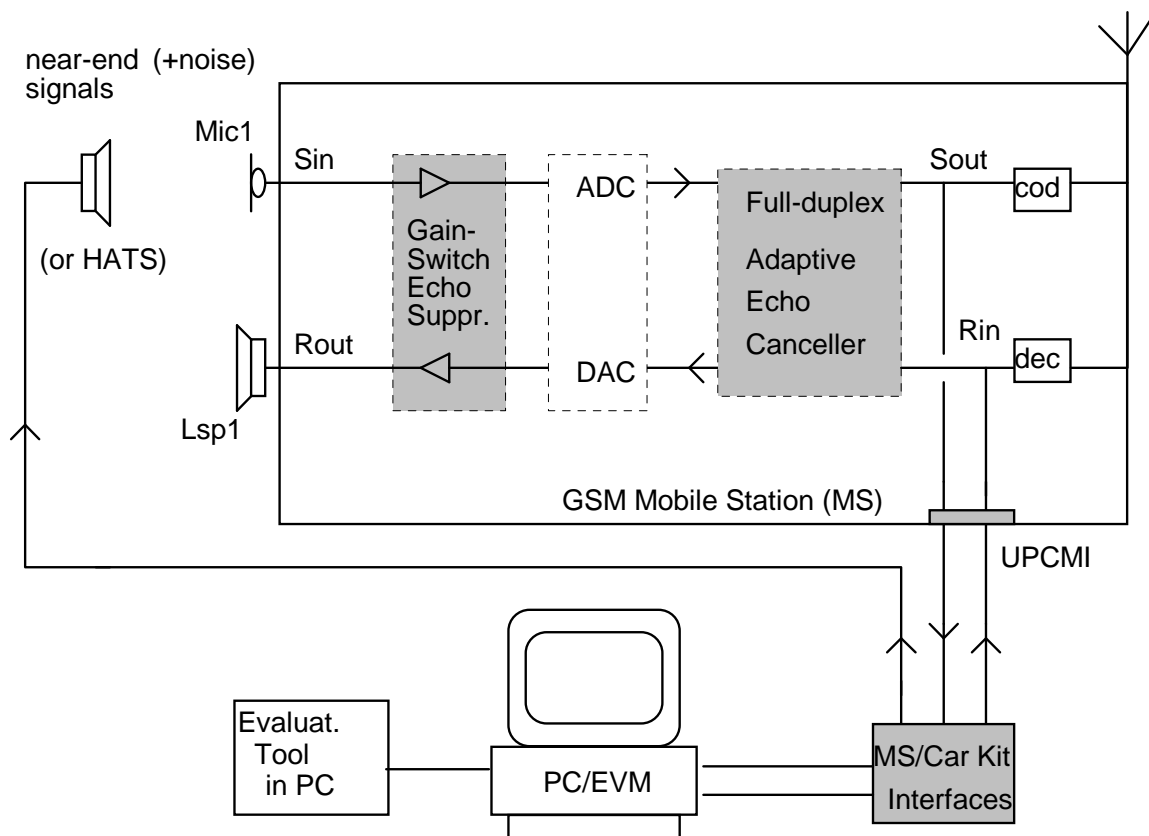 near-end (+noise)
signals
Mic1
Sin
Sout
ADC
cod
Full-duplex
Adaptive
Echo
Canceller
Gain-
Switch
Echo
Suppr.
(or HATS)
Rout
Rin
DAC
dec
Lsp1
GSM Mobile Station (MS)
UPCMI
Evaluat.
Tool
in PC
PC/EVM
MS/Car Kit
Interfaces